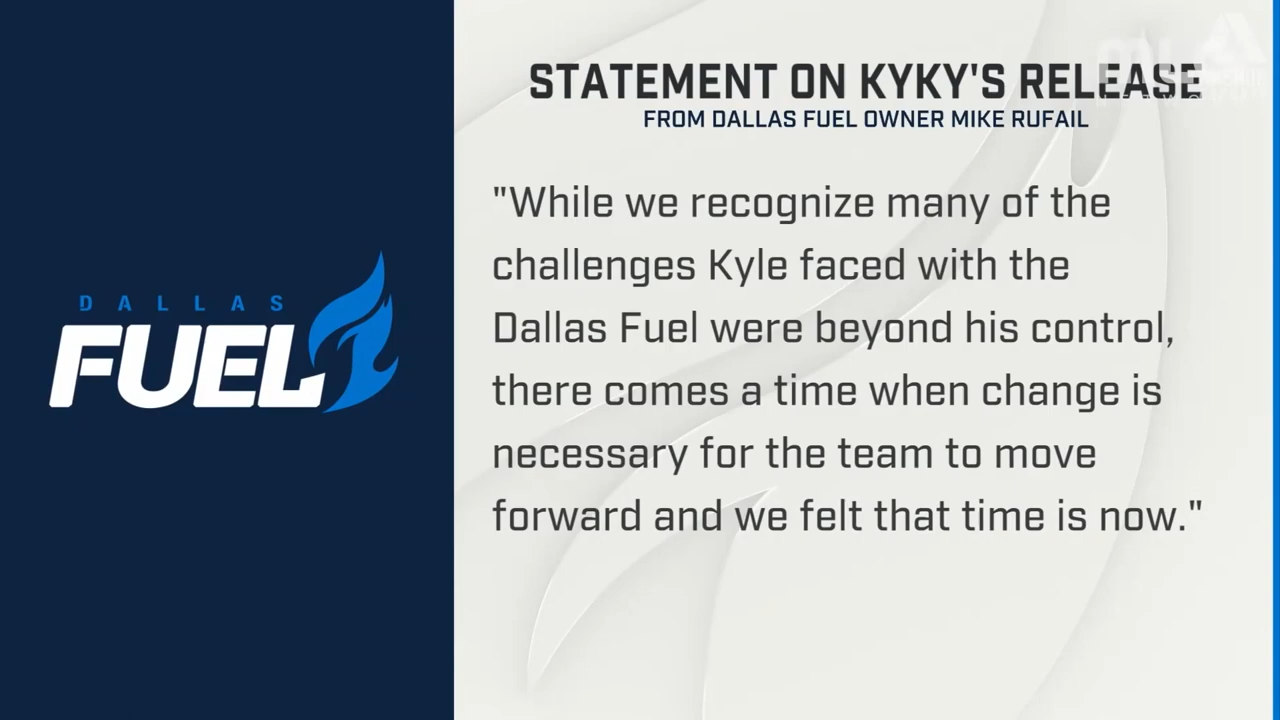 DALLAS
FUEL
STATEMENT ON KYKY'S RELEASE
FROM DALLAS FUEL OWNER MIKE RUFAIL
"While we recognize many of the
challenges Kyle faced with the
Dallas Fuel were beyond his control,
there comes a time when change is
necessary for the team to move
forward and we felt that time is now."